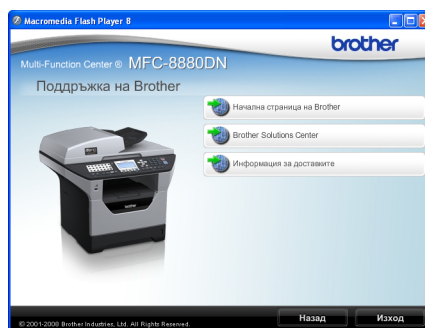 Macromedia Flash Player 8
brother
Multi-Function Center ® MFC-8880DN
Поддръжка на Brother
Начална страница на Brother
Brother Solutions Center
Информация за доставките
Назад
Изход
© 2001-2008 Brother Industries, Ltd. All Rights Reserved.